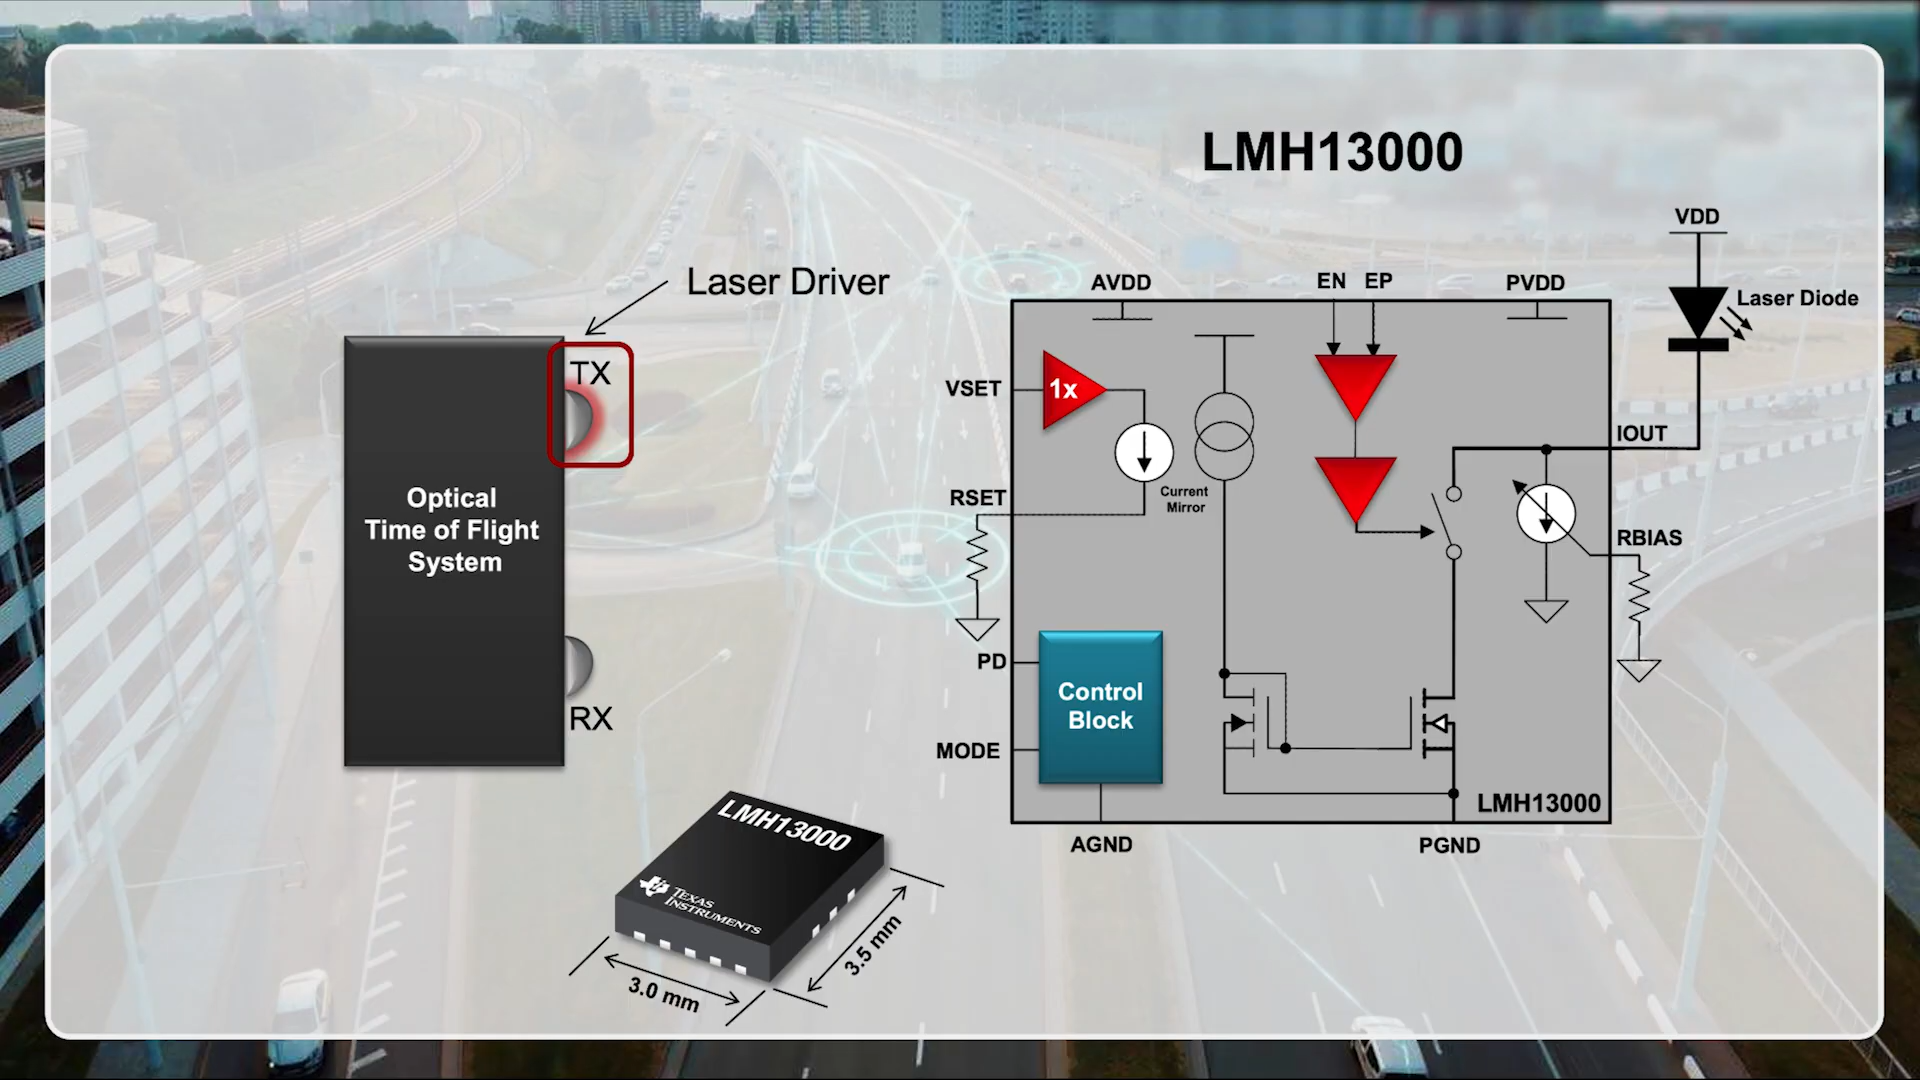 LMH13000
Laser Driver
TX
Optical
Time of Flight
System
RX
LMH13000
TEXAS
INSTRUMENTS
3.0 mm
3.5 mm
VDD
Laser Diode
AVDD
EN
EP
PVDD
VSET
1x
IOUT
RSET
Current
Mirror
RBIAS
PD
Control
Block
MODE
LMH13000
AGND
PGND